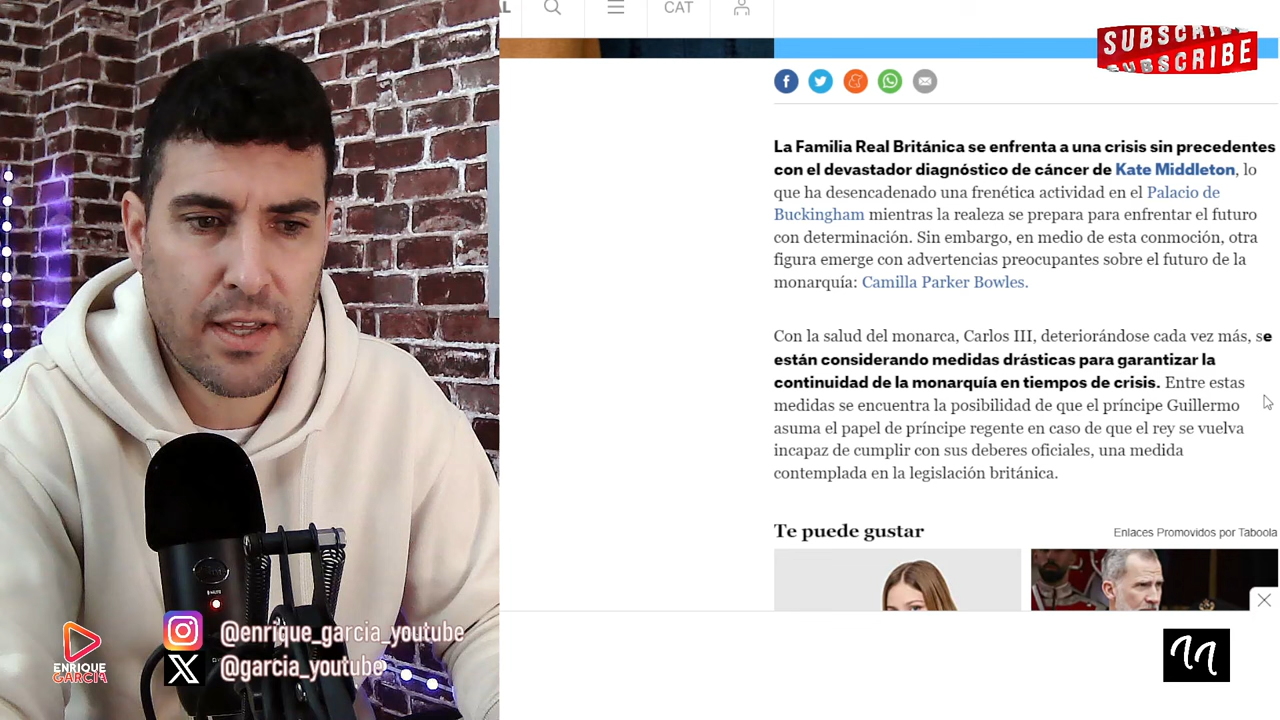 AL
CAT
SUBSCRIBE
SUBSCRIBE
La Familia Real Británica se enfrenta a una crisis sin precedentes
con el devastador diagnóstico de cáncer de Kate Middleton, lo
que ha desencadenado una frenética actividad en el Palacio de
Buckingham mientras la realeza se prepara para enfrentar el futuro
con determinación. Sin embargo, en medio de esta conmoción, otra
figura emerge con advertencias preocupantes sobre el futuro de la
monarquía: Camilla Parker Bowles.
Con la salud del monarca, Carlos III, deteriorándose cada vez más, se
están considerando medidas drásticas para garantizar la
continuidad de la monarquía en tiempos de crisis. Entre estas
medidas se encuentra la posibilidad de que el príncipe Guillermo
asuma el papel de príncipe regente en caso de que el rey se vuelva
incapaz de cumplir con sus deberes oficiales, una medida
contemplada en la legislación británica.
Te puede gustar
Enlaces Promovidos por Taboola
@enrique_garcia_youtube
@garcia_youtube
ENRIQUE
GARCIA